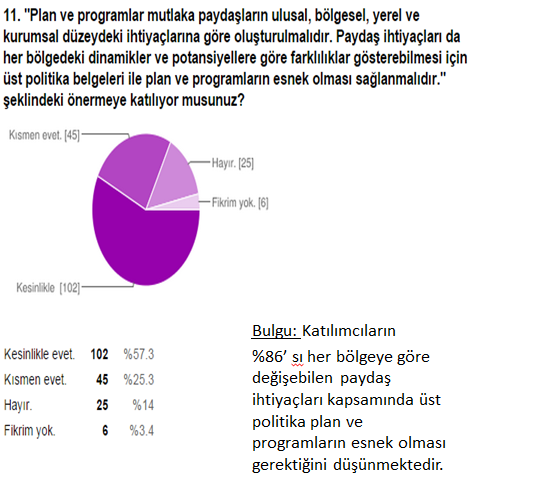 11. "Plan ve programlar mutlaka paydaşların ulusal, bölgesel, yerel ve
kurumsal düzeydeki ihtiyaçlarına göre oluşturulmalıdır. Paydaş ihtiyaçları da
her bölgedeki dinamikler ve potansiyellere göre farklılıklar gösterebilmesi için
üst politika belgeleri ile plan ve programların esnek olması sağlanmalıdır."
şeklindeki önermeye katılıyor musunuz?
Kısmen evet. [45]
Hayır. [25]
Fikrim yok. [6]
Kesinlikle [102]
Kesinlikle evet. 102 %57.3
Kısmen evet. 45 %25.3
Hayır. 25 %14
Fikrim yok. 6 %3.4
Bulgu: Katılımcıların
%86’ sı her bölgeye göre
değişebilen paydaş
ihtiyaçları kapsamında üst
politika plan ve
programların esnek olması
gerektiğini düşünmektedir.